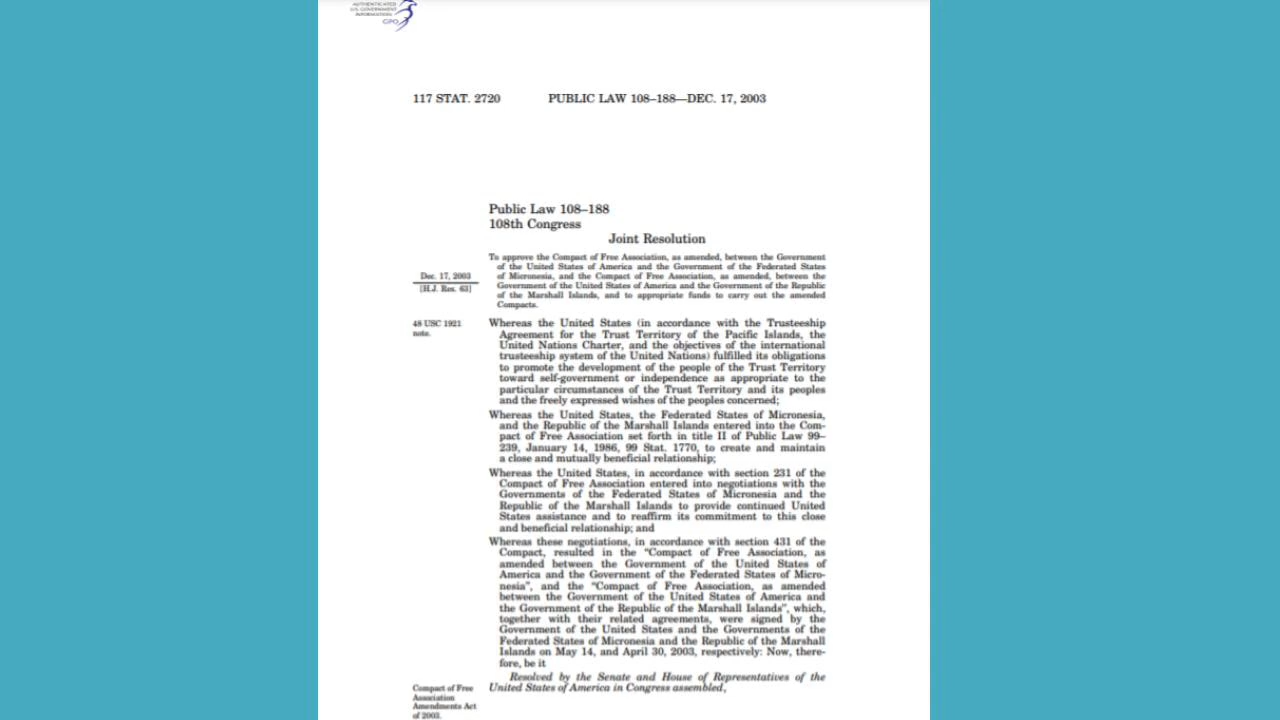 AUTHENTICATED
U.S. GOVERNMENT
INFORMATION
GPO
117 STAT. 2720 PUBLIC LAW 108–188—DEC. 17, 2003
Public Law 108–188
108th Congress
Joint Resolution
To approve the Compact of Free Association, as amended, between the Government
of the United States of America and the Government of the Federated States
of Micronesia, and the Compact of Free Association, as amended, between the
Government of the United States of America and the Government of the Republic
of the Marshall Islands, and to appropriate funds to carry out the amended
Compacts.
Dec. 17, 2003
[H.J. Res. 63]
48 USC 1921
note.
Whereas the United States (in accordance with the Trusteeship
Agreement for the Trust Territory of the Pacific Islands, the
United Nations Charter, and the objectives of the international
trusteeship system of the United Nations) fulfilled its obligations
to promote the development of the people of the Trust Territory
toward self-government or independence as appropriate to the
particular circumstances of the Trust Territory and its peoples
and the freely expressed wishes of the peoples concerned;
Whereas the United States, the Federated States of Micronesia,
and the Republic of the Marshall Islands entered into the Com-
pact of Free Association set forth in title II of Public Law 99–
239, January 14, 1986, 99 Stat. 1770, to create and maintain
a close and mutually beneficial relationship;
Whereas the United States, in accordance with section 231 of the
Compact of Free Association entered into negotiations with the
Governments of the Federated States of Micronesia and the
Republic of the Marshall Islands to provide continued United
States assistance and to reaffirm its commitment to this close
and beneficial relationship; and
Whereas these negotiations, in accordance with section 431 of the
Compact, resulted in the “Compact of Free Association, as
amended between the Government of the United States of
America and the Government of the Federated States of Micro-
nesia”, and the “Compact of Free Association, as amended
between the Government of the United States of America and
the Government of the Republic of the Marshall Islands”, which,
together with their related agreements, were signed by the
Government of the United States and the Governments of the
Federated States of Micronesia and the Republic of the Marshall
Islands on May 14, and April 30, 2003, respectively: Now, there-
fore, be it
Resolved by the Senate and House of Representatives of the
United States of America in Congress assembled,
Compact of Free
Association
Amendments Act
of 2003.